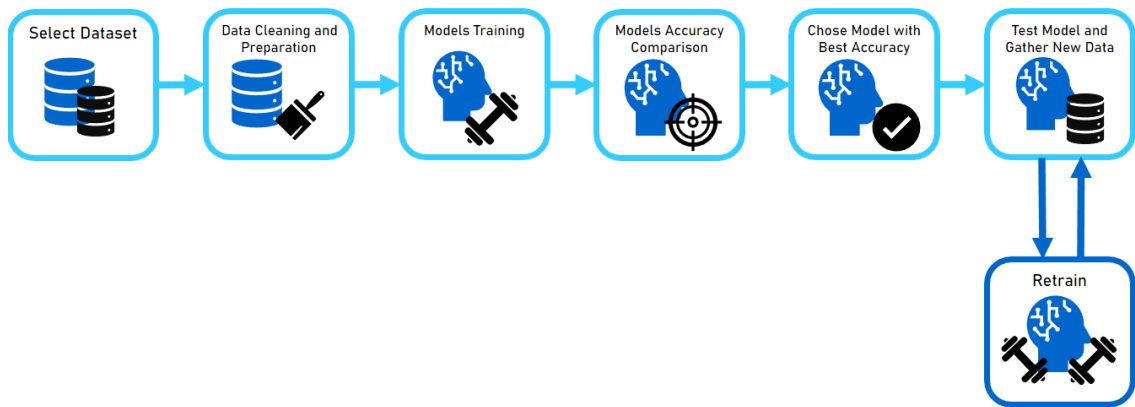 Select Dataset
Data Cleaning and
Preparation
Models Training
Models Accuracy
Comparison
Chose Model with
Best Accuracy
Test Model and
Gather New Data
Retrain